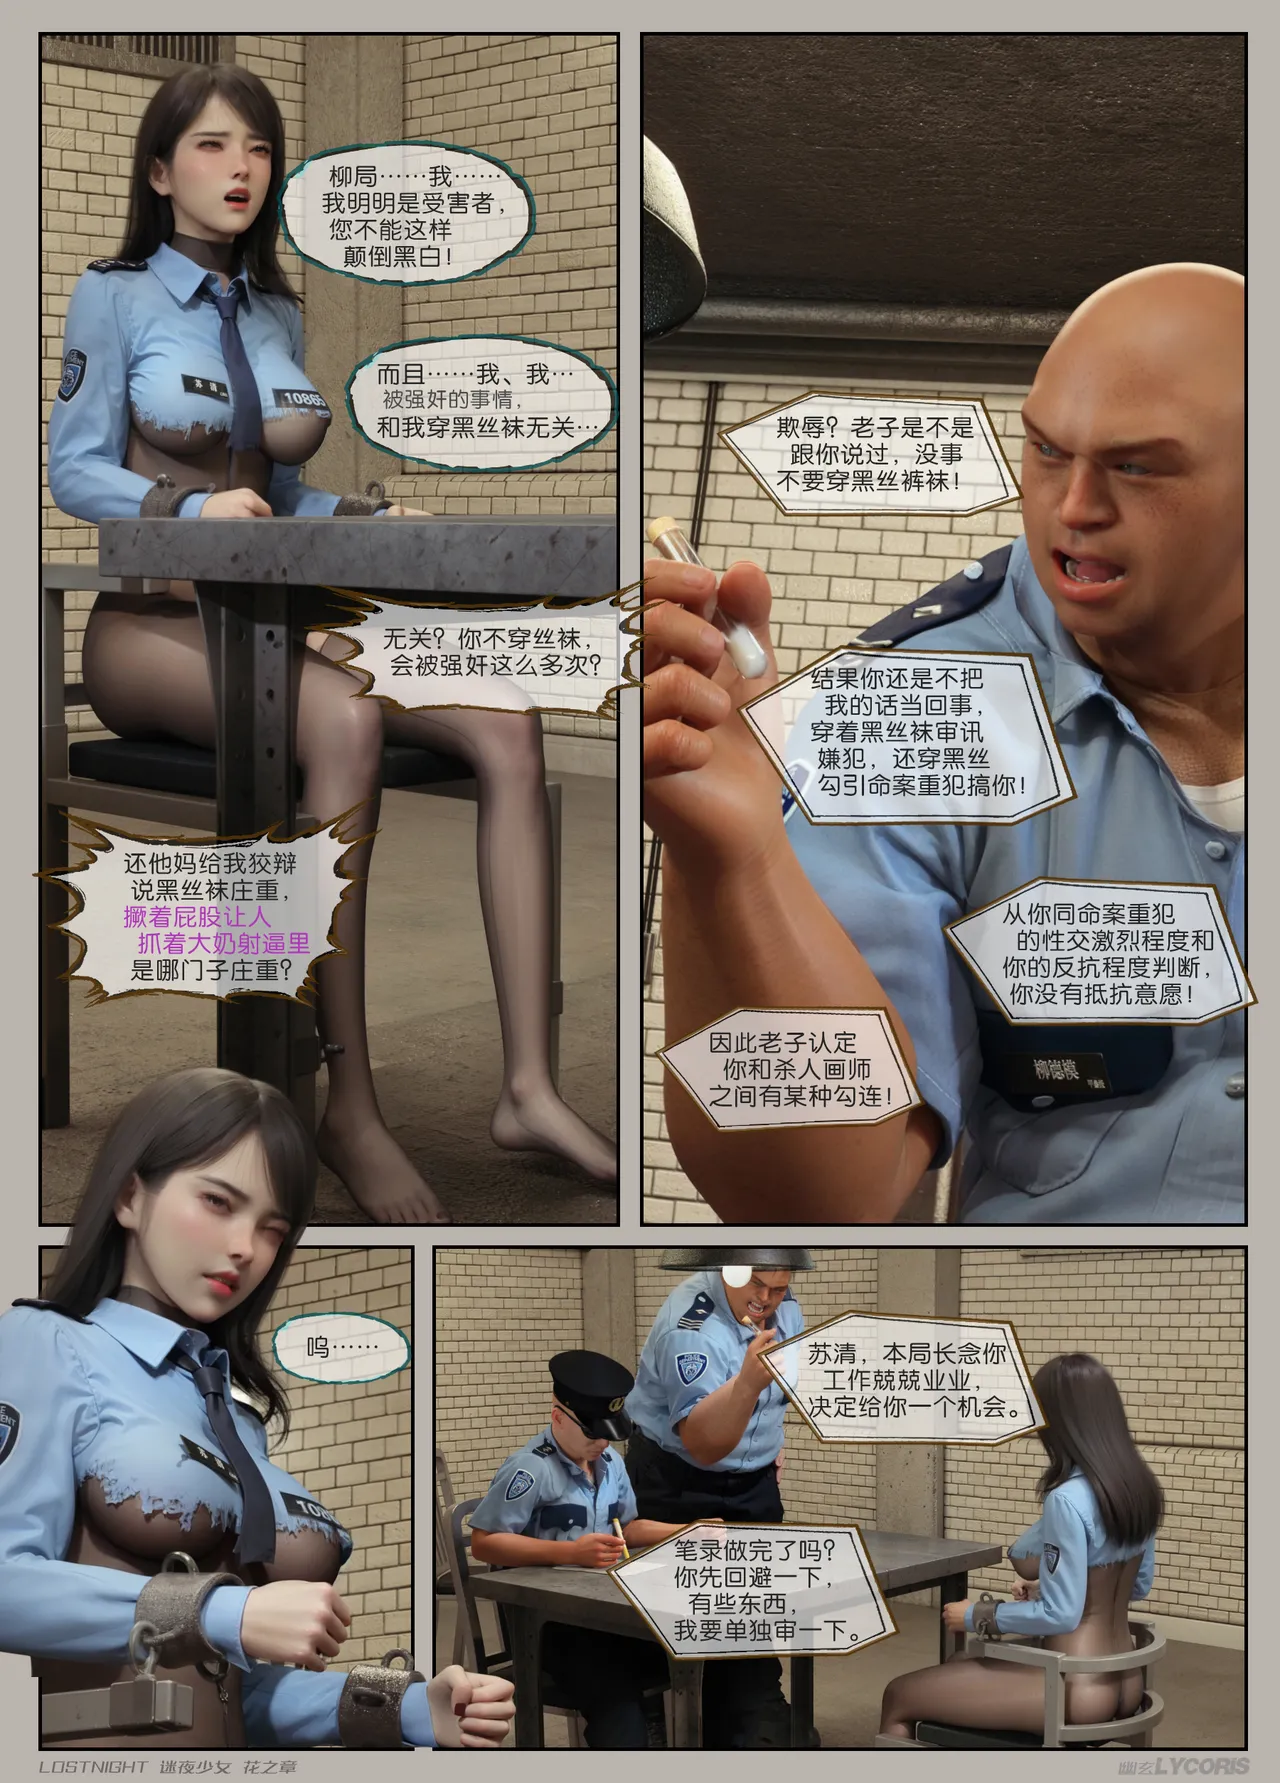 柳局……我……
我明明是受害者，
您不能这样
颠倒黑白！
而且……我、我…
被强奸的事情，
和我穿黑丝袜无关…
无关？你不穿丝袜，
会被强奸这么多次？
还他妈给我狡辩
说黑丝袜庄重，
撅着屁股让人
抓着大奶射逼里
是哪门子庄重？
苏清
10865
欺辱？老子是不是
跟你说过，没事
不要穿黑丝裤袜！
结果你还是不把
我的话当回事，
穿着黑丝袜审讯
嫌犯，还穿黑丝
勾引命案重犯搞你！
从你同命案重犯
的性交激烈程度和
你的反抗程度判断，
你没有抵抗意愿！
因此老子认定
你和杀人画师
之间有某种勾连！
柳德模
呜……
苏清
苏清，本局长念你
工作兢兢业业，
决定给你一个机会。
笔录做完了吗？
你先回避一下，
有些东西，
我要单独审一下。
LOSTNIGHT 迷夜少女 花之章
幽玄LYCORIS